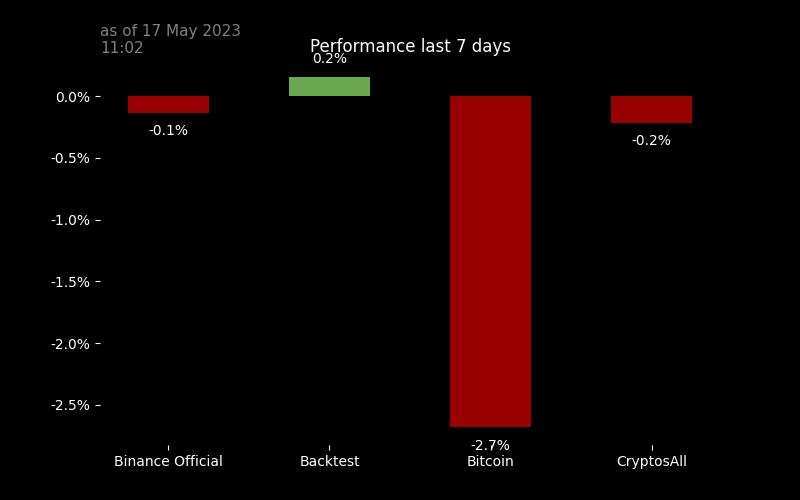 as of 17 May 2023
11:02
Performance last 7 days
0.2%
0.0%
-0.1%
-0.2%
-0.5%
-1.0%
-1.5%
-2.0%
-2.5%
-2.7%
Binance Official
Backtest
Bitcoin
CryptosAll